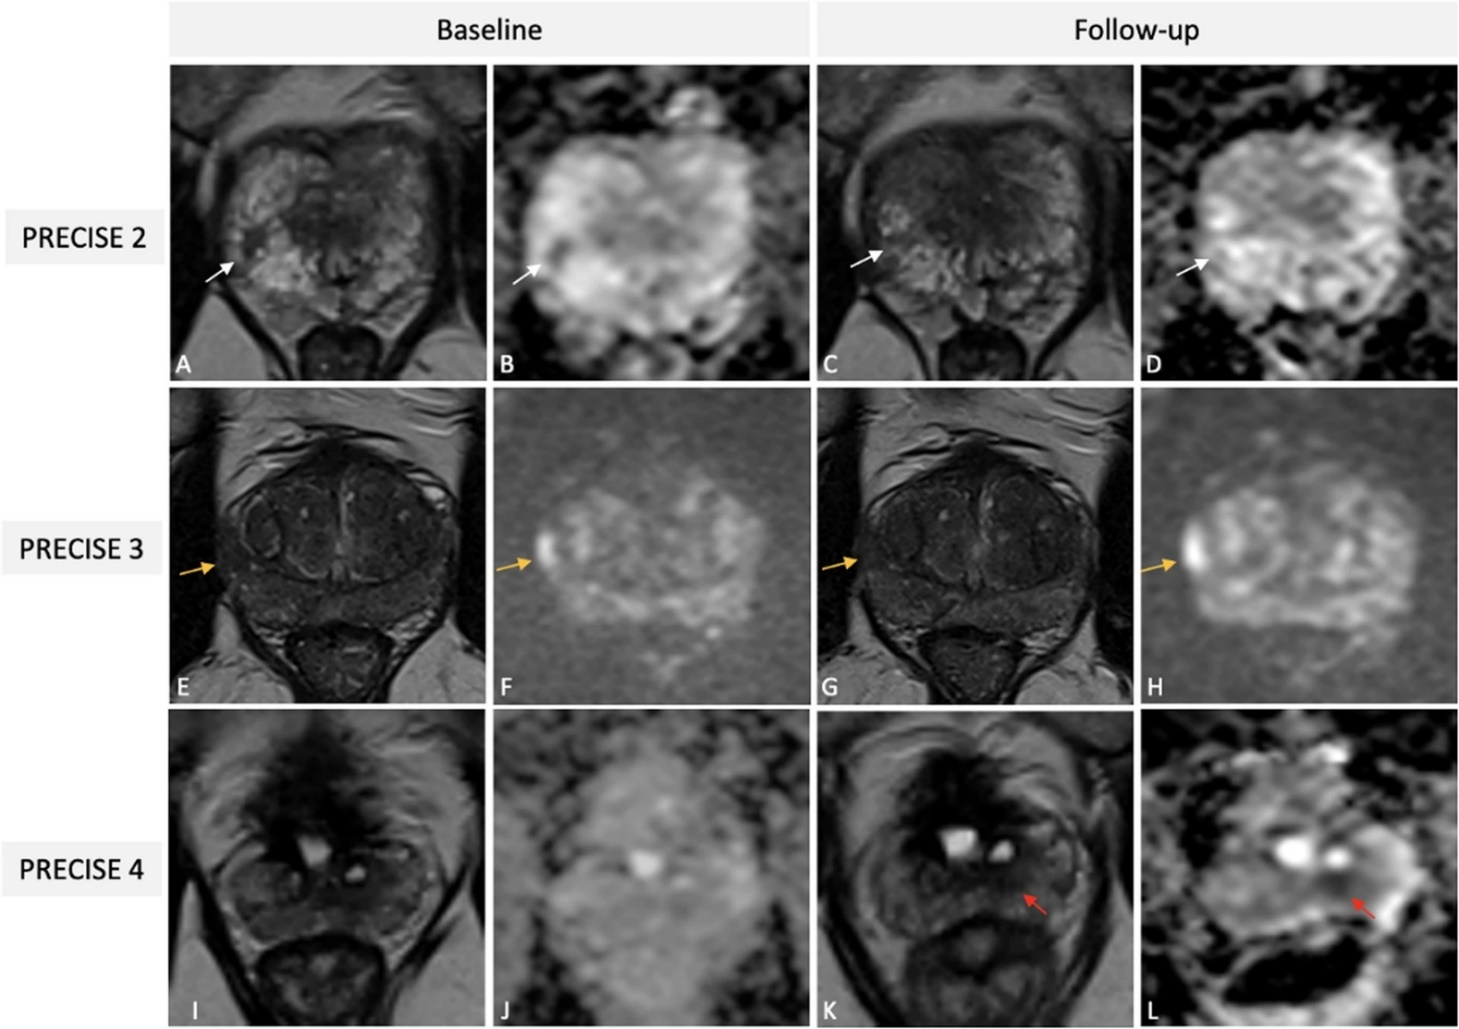 Baseline
Follow-up
PRECISE 2
A
B
C
D
PRECISE 3
E
F
G
H
PRECISE 4
I
J
K
L